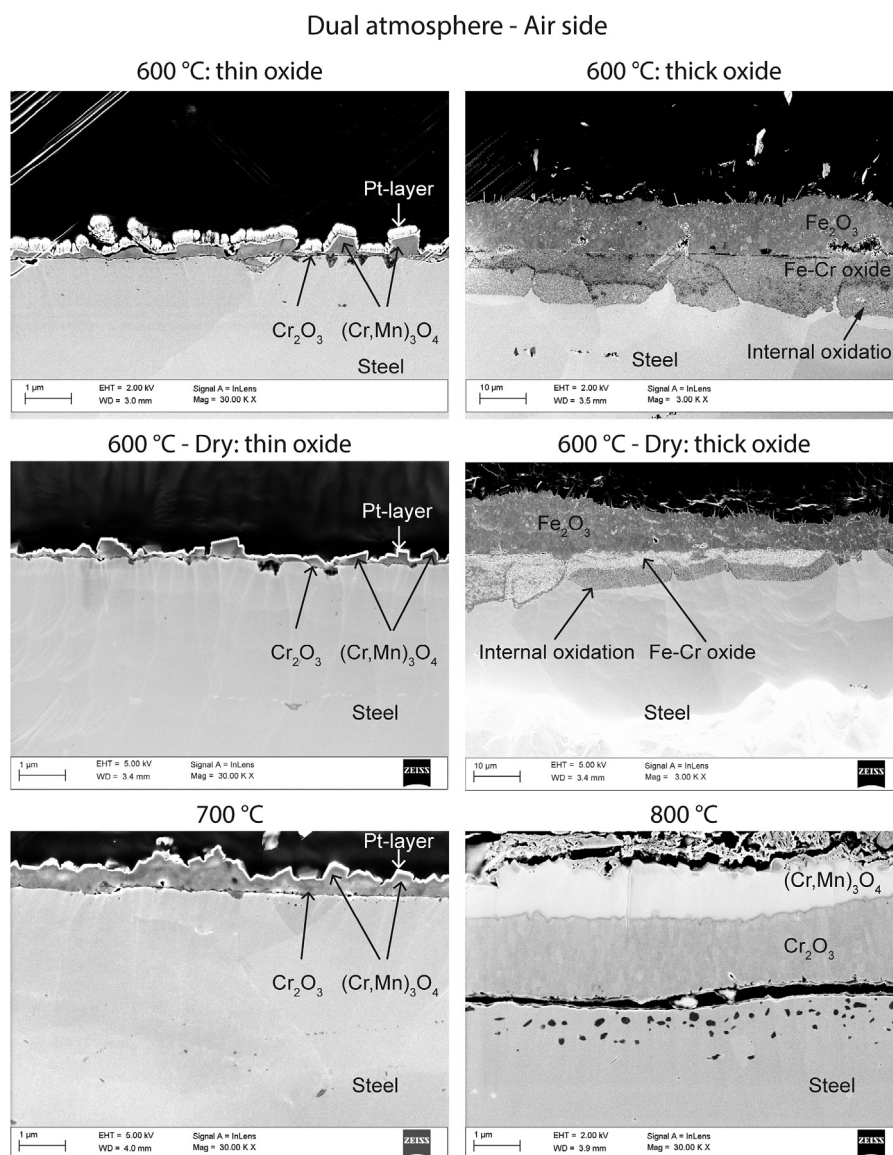 Dual atmosphere - Air side
600 °C: thin oxide
600 °C: thick oxide
Pt-layer
Cr2O3
(Cr,Mn)3O4
Steel
1 µm
EHT = 2.00 kV
WD = 3.0 mm
Signal A = InLens
Mag = 30.00 K X
Fe2O3
Fe-Cr oxide
Internal oxidatio
Steel
10 µm
EHT = 2.00 kV
WD = 3.5 mm
Signal A = InLens
Mag = 3.00 K X
600 °C - Dry: thin oxide
600 °C - Dry: thick oxide
Pt-layer
Cr2O3
(Cr,Mn)3O4
Steel
1 µm
EHT = 5.00 kV
WD = 3.4 mm
Signal A = InLens
Mag = 30.00 K X
ZEISS
Fe2O3
Internal oxidation
Fe-Cr oxide
Steel
10 µm
EHT = 5.00 kV
WD = 3.4 mm
Signal A = InLens
Mag = 3.00 K X
ZEISS
700 °C
800 °C
Pt-layer
Cr2O3
(Cr,Mn)3O4
Steel
1 µm
EHT = 5.00 kV
WD = 4.0 mm
Signal A = InLens
Mag = 30.00 K X
ZEISS
(Cr,Mn)3O4
Cr2O3
Steel
1 µm
EHT = 2.00 kV
WD = 3.9 mm
Signal A = InLens
Mag = 30.00 K X
ZEISS